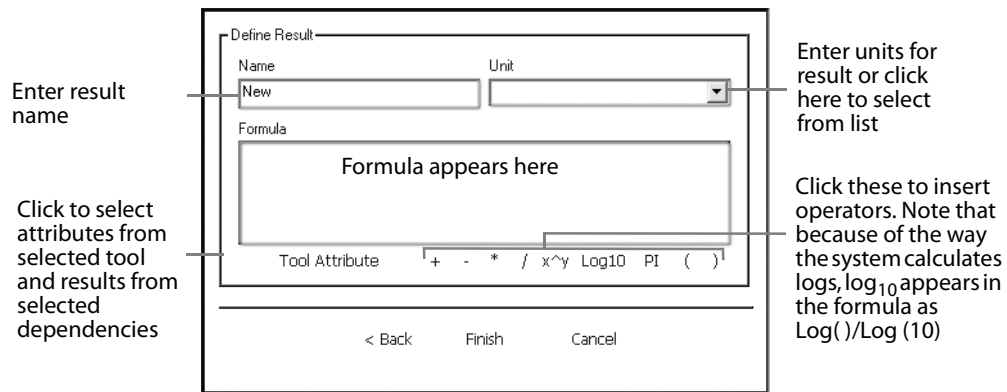 Define Result
Name
Unit
New
Formula
Formula appears here
Tool Attribute + - * / x^y Log10 PI ( )
< Back Finish Cancel
Enter result
name
Click to select
attributes from
selected tool
and results from
selected
dependencies
Enter units for
result or click
here to select
from list
Click these to insert
operators. Note that
because of the way
the system calculates
logs, log10 appears in
the formula as
Log( )/Log (10)